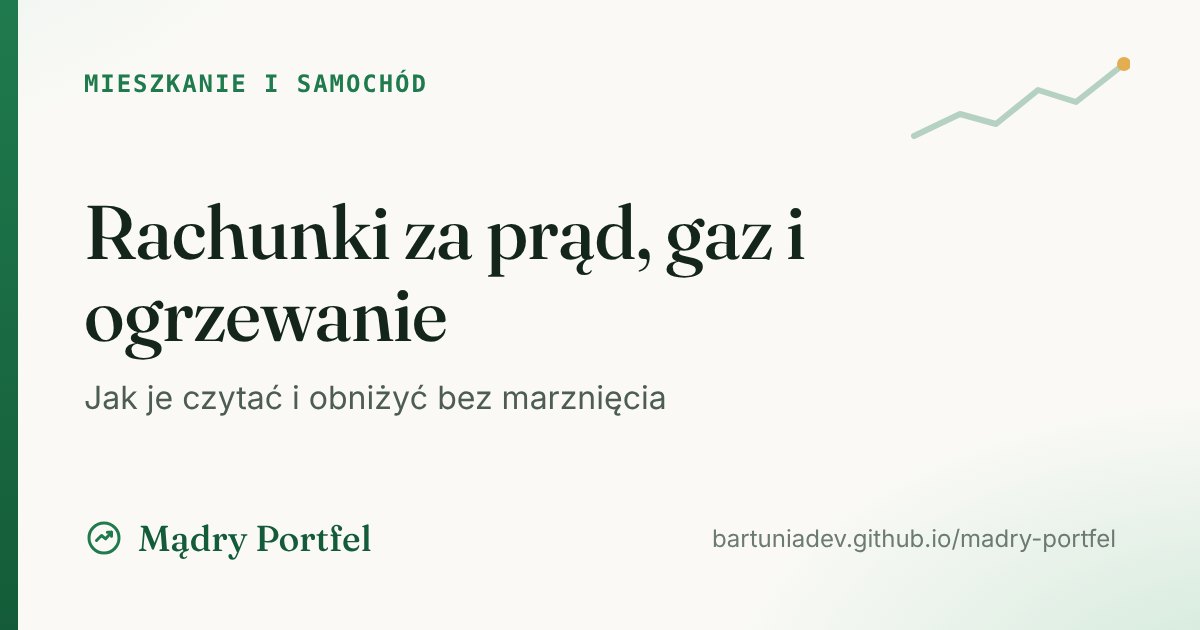 MIESZKANIE I SAMOCHÓD
Rachunki za prąd, gaz i
ogrzewanie
Jak je czytać i obniżyć bez marznięcia
Mądry Portfel
bartuniadev.github.io/madry-portfel